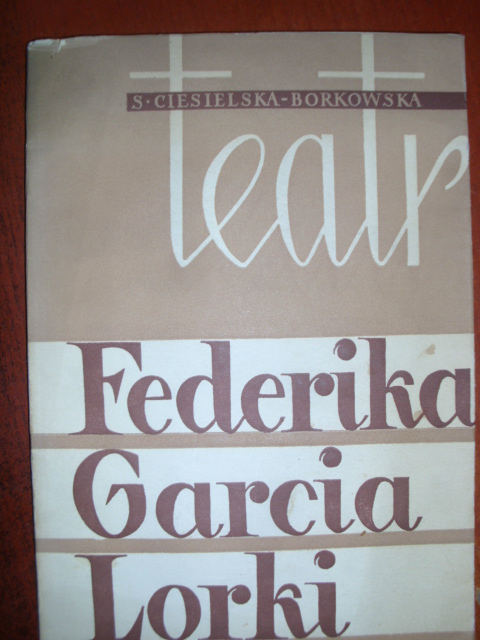 S·CIESIELSKA-BORKOWSKA
teatr
Federika
Garcia
Lorki